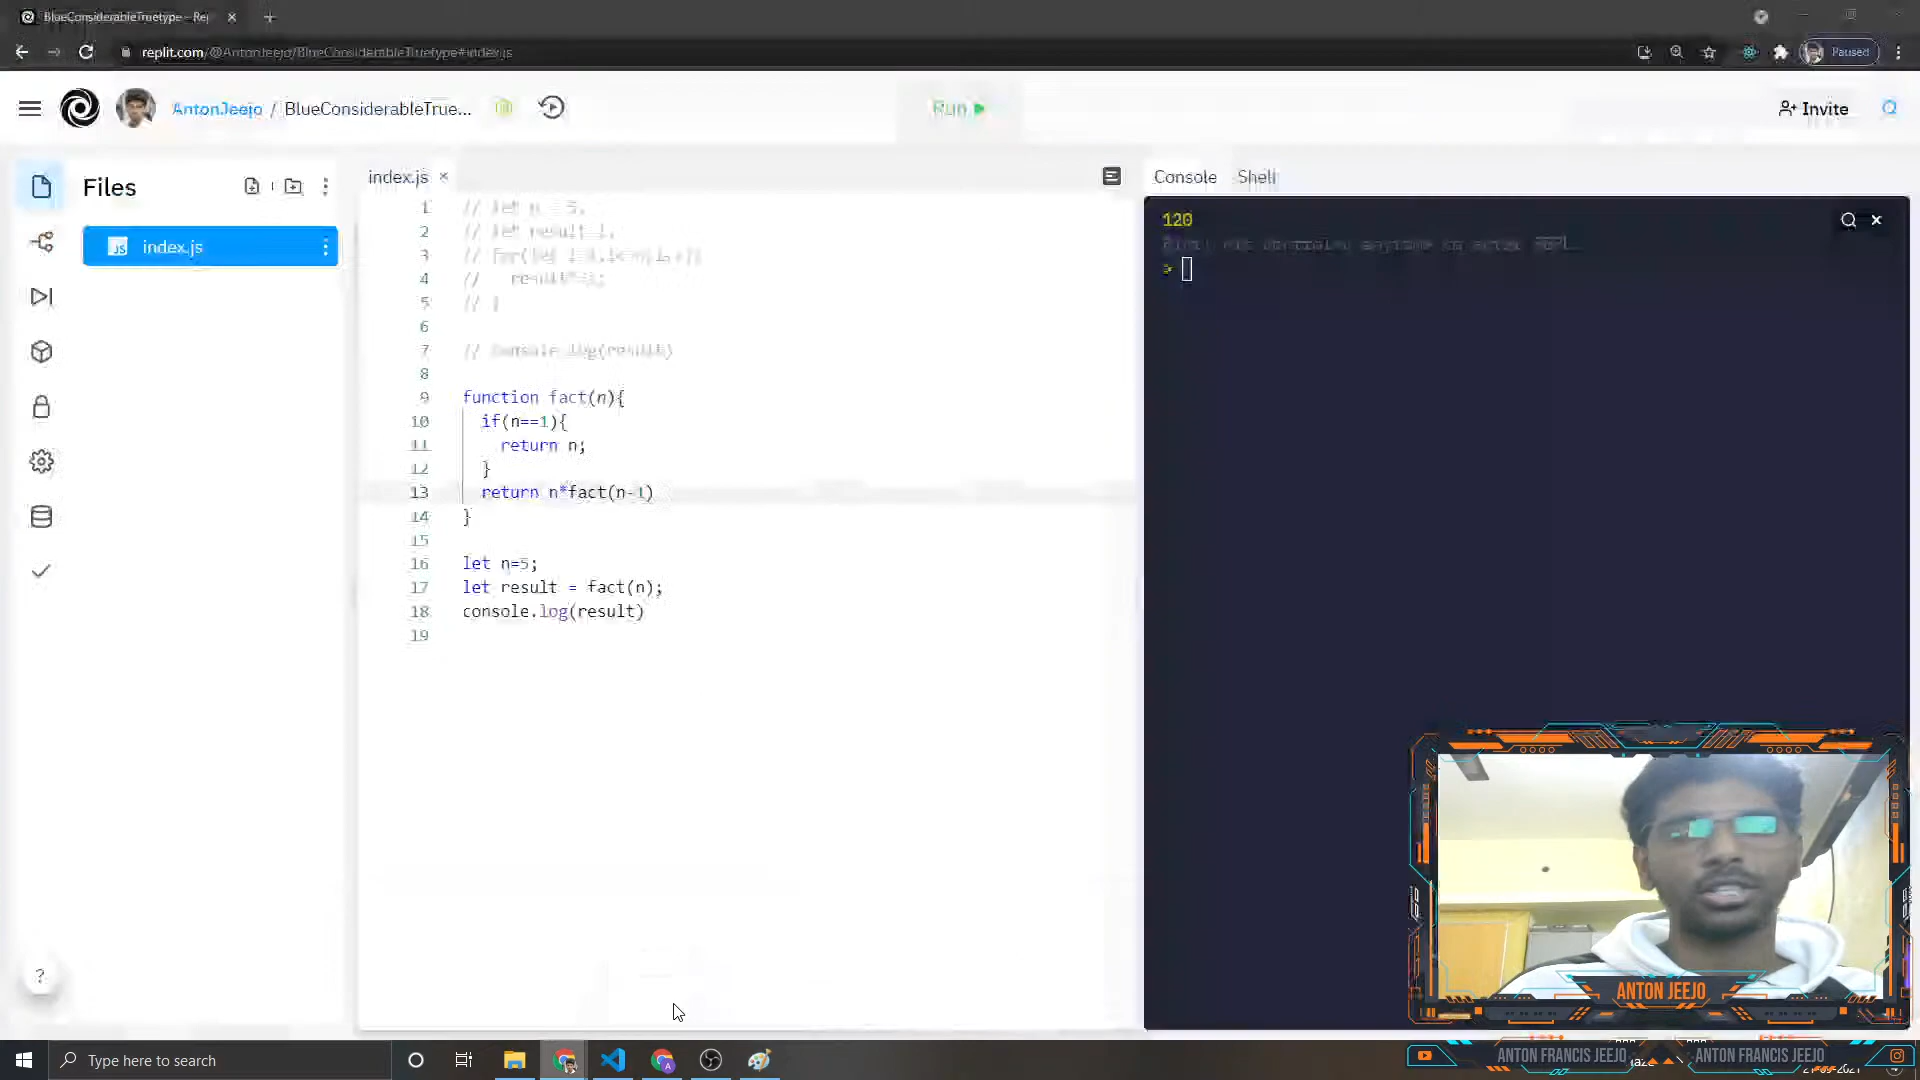 BlueConsiderableTruetype - Rep
replit.com/@AntonJeejo/BlueConsiderableTruetype#index.js
Paused
AntonJeejo / BlueConsiderableTrue...
Run
Invite
Files
index.js
JS index.js
1 // let n = 5;
2 // let result=1;
3 // for(let
4 // result
5 // }
6
7 // console.log(result)
8
9 function fact(n){
10 if(n==1){
11 return n;
12 }
13 return n*fact(n-1)
14 }
15
16 let n=5;
17 let result = fact(n);
18 console.log(result)
19
Console Shell
120
>
?
ANTON JEEJO
Type here to search
ANTON FRANCIS JEEJO ANTON FRANCIS JEEJO